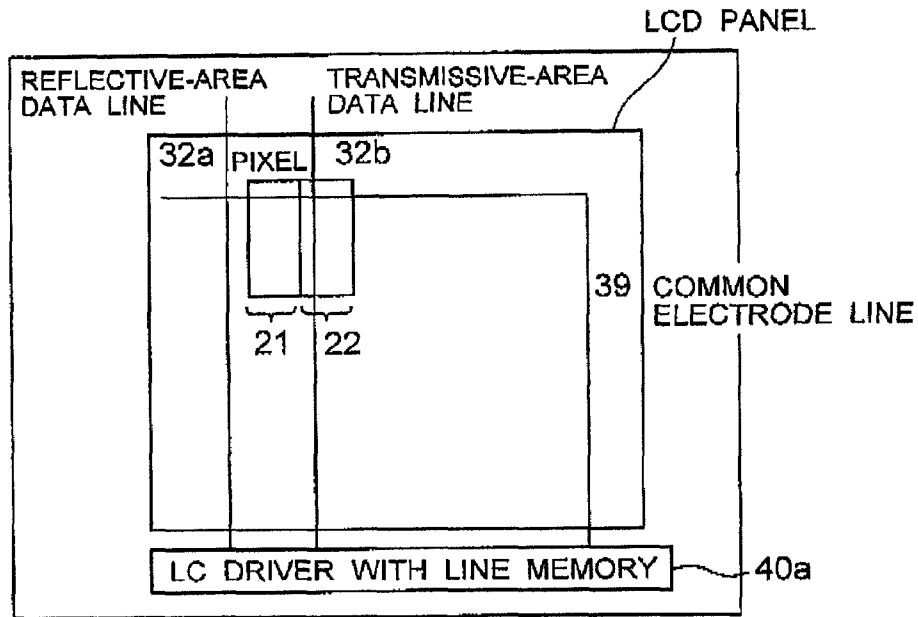 LCD PANEL
REFLECTIVE-AREA
DATA LINE
TRANSMISSIVE-AREA
DATA LINE
32a
PIXEL
32b
39
COMMON
ELECTRODE LINE
21
22
LC DRIVER WITH LINE MEMORY
40a